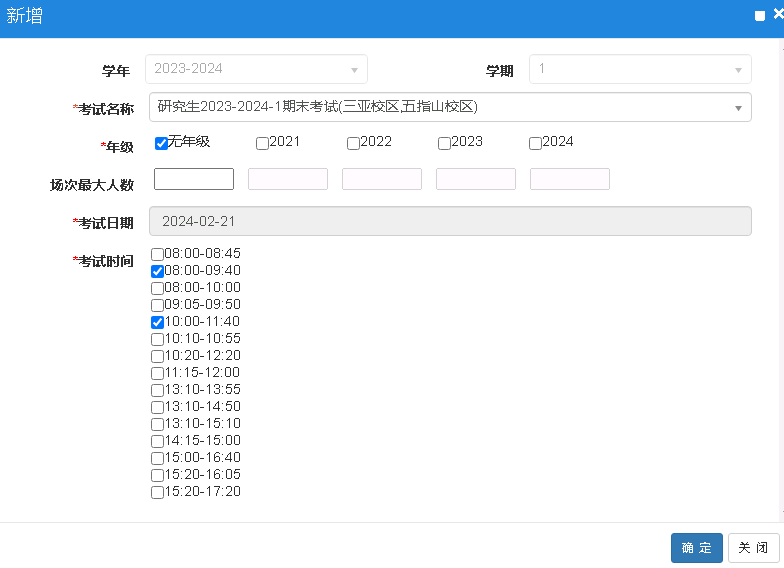 新增
学年 2023-2024 学期 1
*考试名称 研究生2023-2024-1期末考试(三亚校区,五指山校区)
*年级 无年级 2021 2022 2023 2024
场次最大人数
*考试日期 2024-02-21
*考试时间 08:00-08:45
08:00-09:40
08:00-10:00
09:05-09:50
10:00-11:40
10:10-10:55
10:20-12:20
11:15-12:00
13:10-13:55
13:10-14:50
13:10-15:10
14:15-15:00
15:00-16:40
15:20-16:05
15:20-17:20
确 定 关 闭